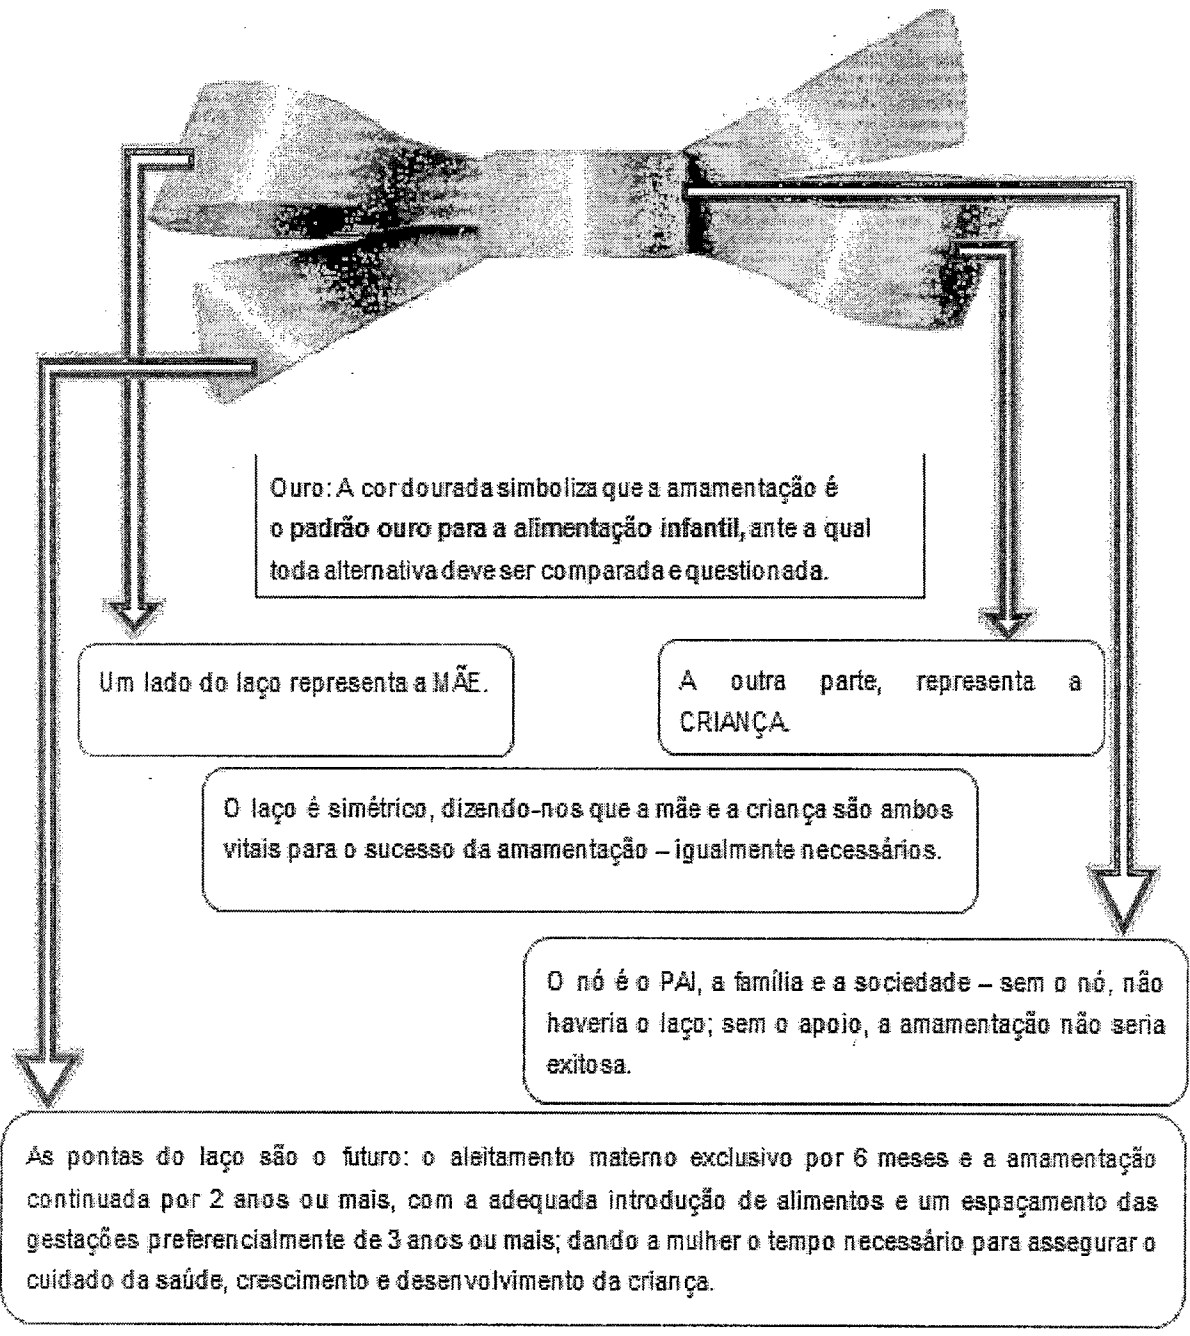 Ouro: A cor dourada simboliza que a amamentação é
o padrão ouro para a alimentação infantil, ante a qual
toda alternativa deve ser comparada e questionada.
Um lado do laço representa a MÃE.
A outra parte, representa a
CRIANÇA.
O laço é simétrico, dizendo-nos que a mãe e a criança são ambos
vitais para o sucesso da amamentação – igualmente necessários.
O nó é o PAI, a família e a sociedade – sem o nó, não
haveria o laço; sem o apoio, a amamentação não seria
exitosa.
As pontas do laço são o futuro: o aleitamento materno exclusivo por 6 meses e a amamentação
continuada por 2 anos ou mais, com a adequada introdução de alimentos e um espaçamento das
gestações preferencialmente de 3 anos ou mais; dando a mulher o tempo necessário para assegurar o
cuidado da saúde, crescimento e desenvolvimento da criança.